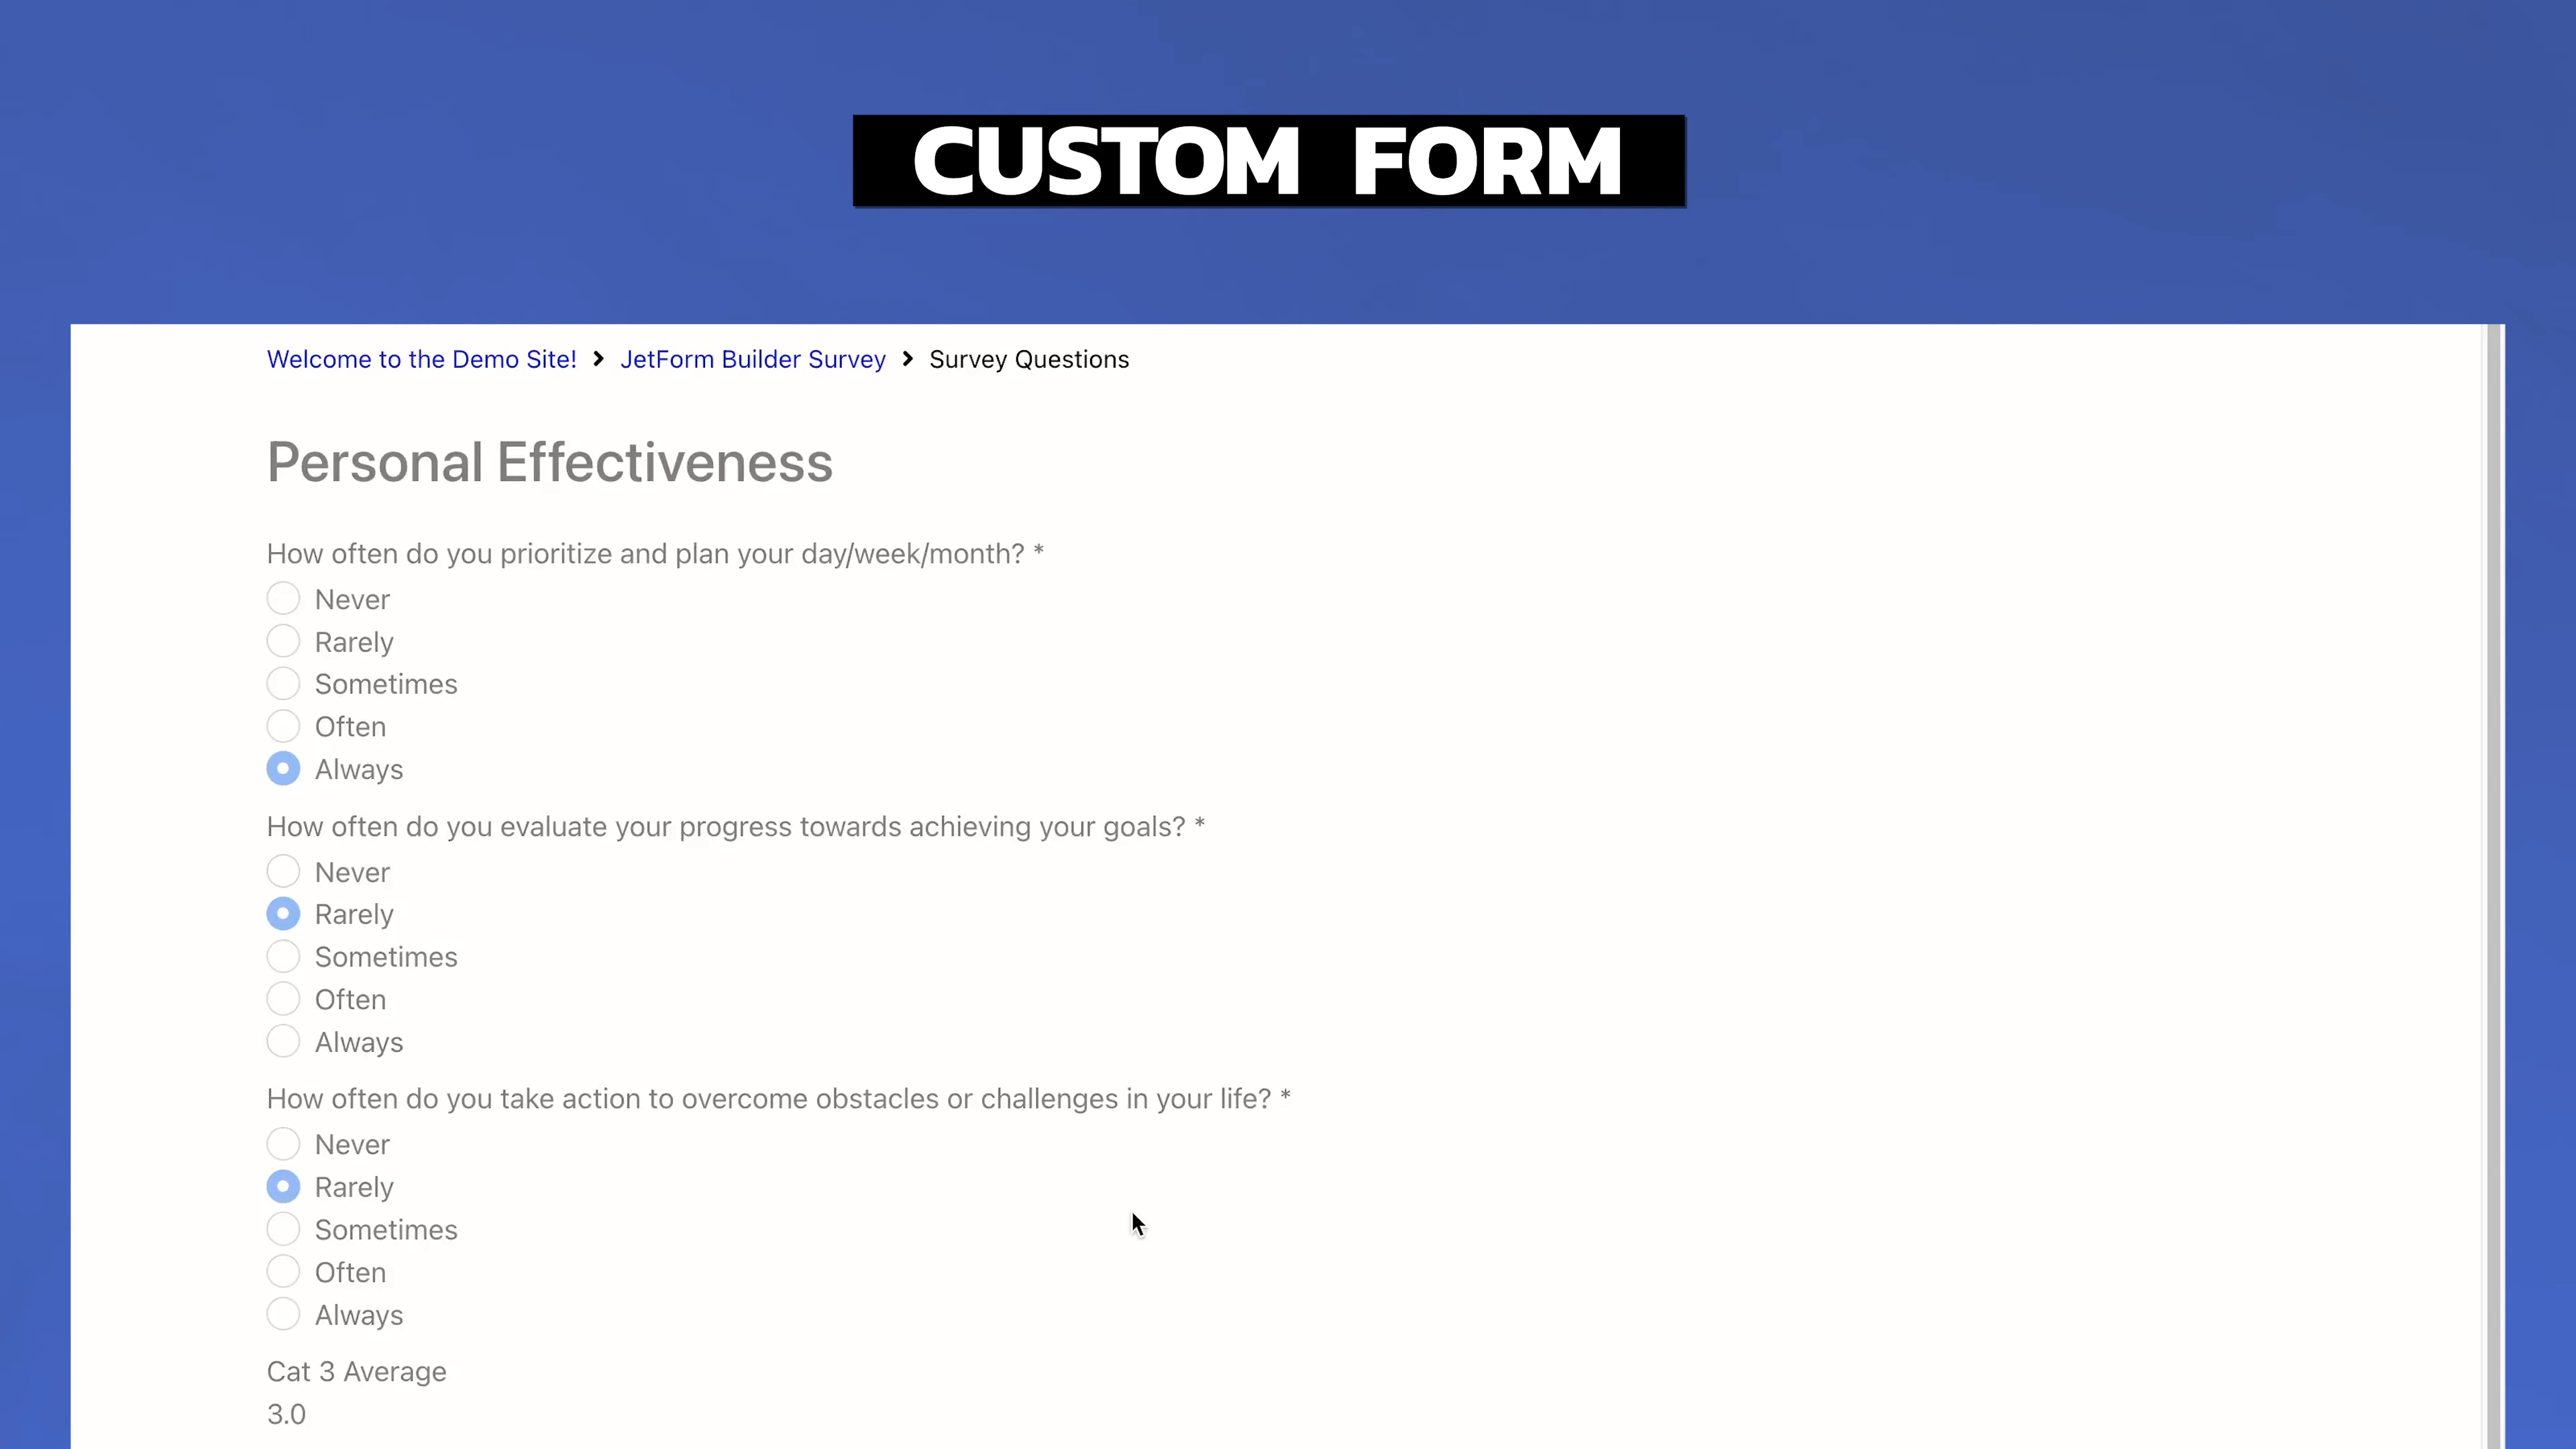 CUSTOM FORM
Welcome to the Demo Site! > JetForm Builder Survey > Survey Questions
Personal Effectiveness
How often do you prioritize and plan your day/week/month? *
Never
Rarely
Sometimes
Often
Always
How often do you evaluate your progress towards achieving your goals? *
Never
Rarely
Sometimes
Often
Always
How often do you take action to overcome obstacles or challenges in your life? *
Never
Rarely
Sometimes
Often
Always
Cat 3 Average
3.0